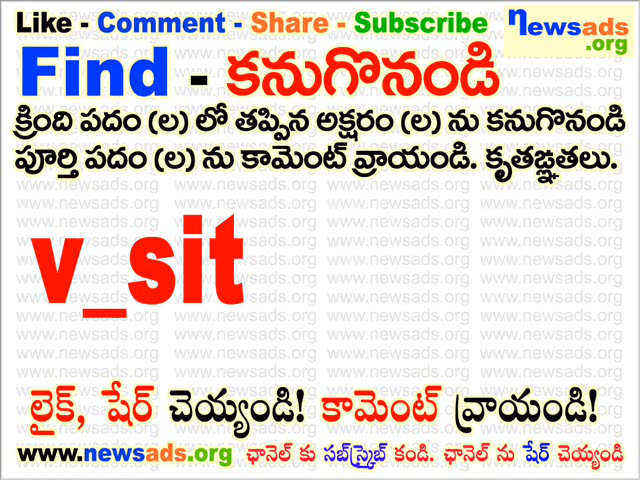 Like - Comment - Share - Subscribe
newsads
.org
Find - కనుగొనండి
క్రింది పదం (ల) లో తప్పిన అక్షరం (ల) ను కనుగొనండి
పూర్తి పదం (ల) ను కామెంట్ వ్రాయండి. కృతఙ్ఞతలు.
v_sit
లైక్, షేర్ చెయ్యండి! కామెంట్ వ్రాయండి!
www.newsads.org ఛానెల్ కు సబ్‌స్క్రైబ్ కండి. ఛానెల్ ను షేర్ చెయ్యండి